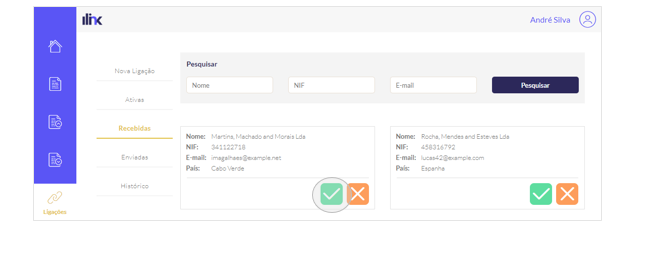 ilink
André Silva
Nova Ligação
Ativas
Recebidas
Enviadas
Histórico
Ligações
Pesquisar
Nome
NIF
E-mail
Pesquisar
Nome: Martins, Machado and Morais Lda
NIF: 341122718
E-mail: imagalhaes@example.net
País: Cabo Verde
Nome: Rocha, Mendes and Esteves Lda
NIF: 458316792
E-mail: lucas42@example.com
País: Espanha